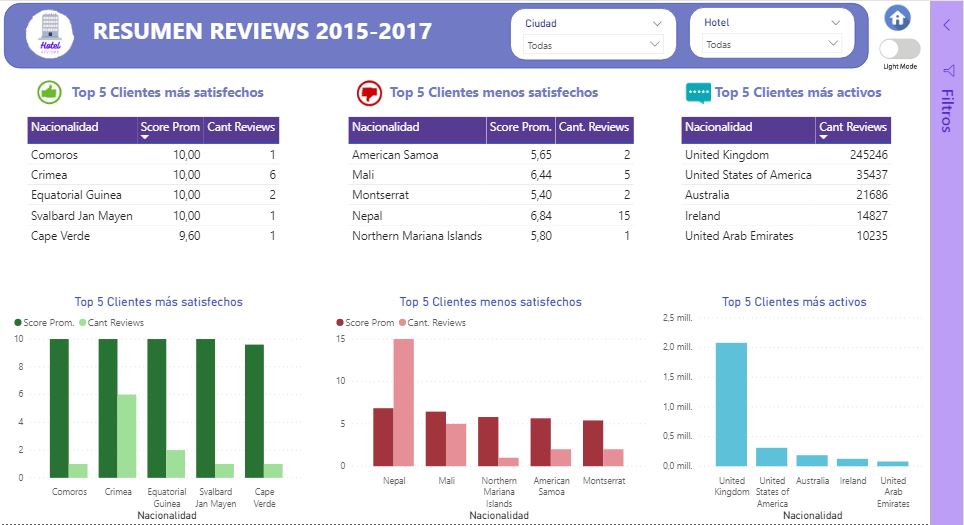 RESUMEN REVIEWS 2015-2017
Hotel
Ciudad
Todas
Hotel
Todas
Light Mode
Filtros
Top 5 Clientes más satisfechos
Nacionalidad Score Prom Cant Reviews
Comoros 10,00 1
Crimea 10,00 6
Equatorial Guinea 10,00 2
Svalbard Jan Mayen 10,00 1
Cape Verde 9,60 1
Top 5 Clientes menos satisfechos
Nacionalidad Score Prom. Cant. Reviews
American Samoa 5,65 2
Mali 6,44 5
Montserrat 5,40 2
Nepal 6,84 15
Northern Mariana Islands 5,80 1
Top 5 Clientes más activos
Nacionalidad Cant Reviews
United Kingdom 245246
United States of America 35437
Australia 21686
Ireland 14827
United Arab Emirates 10235
Top 5 Clientes más satisfechos
Score Prom. Cant Reviews
10
8
6
4
2
0
Comoros
Crimea
Equatorial
Guinea
Svalbard
Jan Mayen
Cape
Verde
Nacionalidad
Top 5 Clientes menos satisfechos
Score Prom Cant. Reviews
15
10
5
0
Nepal
Mali
Northern
Mariana
Islands
American
Samoa
Montserrat
Nacionalidad
Top 5 Clientes más activos
2,5 mill.
2,0 mill.
1,5 mill.
1,0 mill.
0,5 mill.
0,0 mill.
United
Kingdom
United
States of
America
Australia
Ireland
United
Arab
Emirates
Nacionalidad